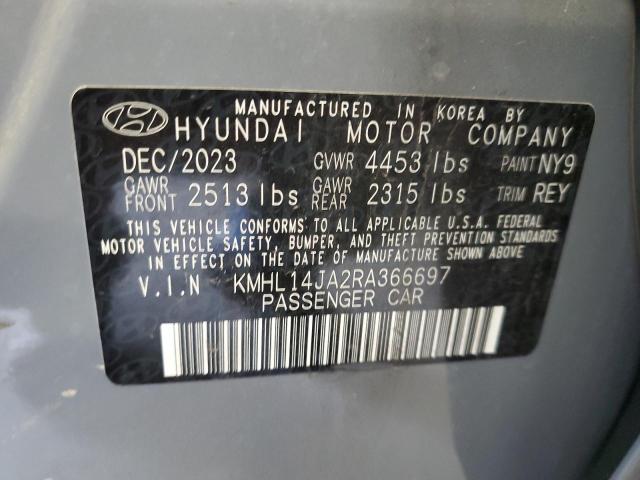 MANUFACTURED IN KOREA BY
HYUNDAI MOTOR COMPANY
DEC/2023 GVWR 4453 lbs PAINT NY9
GAWR FRONT 2513 lbs GAWR REAR 2315 lbs TRIM REY
THIS VEHICLE CONFORMS TO ALL APPLICABLE U.S.A. FEDERAL
MOTOR VEHICLE SAFETY, BUMPER, AND THEFT PREVENTION STANDARDS
IN EFFECT ON THE DATE OF MANUFACTURE SHOWN ABOVE
V.I.N KMHL14JA2RA366697
PASSENGER CAR